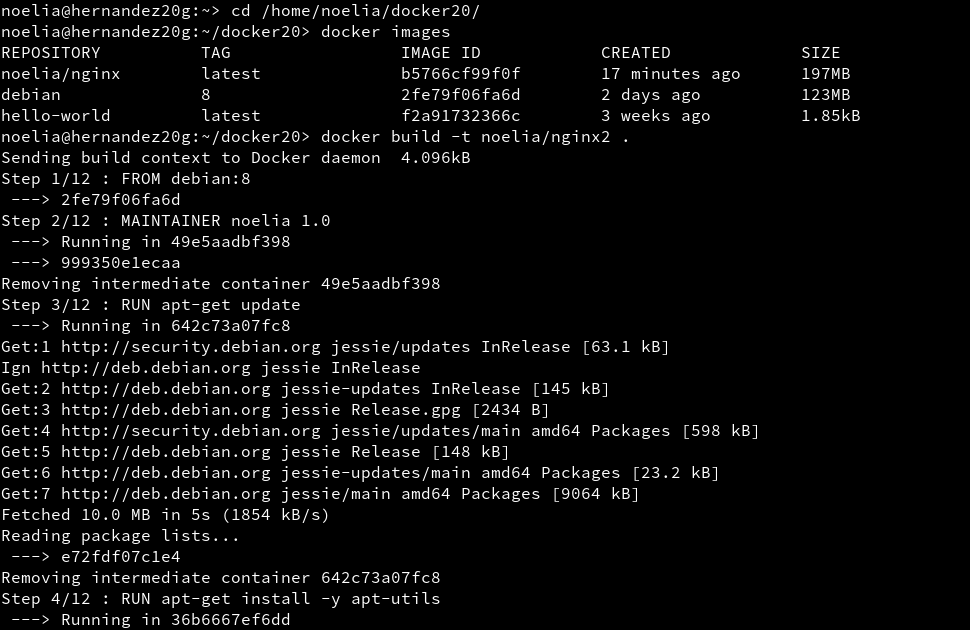 noelia@hernandez20g:~> cd /home/noelia/docker20/
noelia@hernandez20g:~/docker20> docker images
REPOSITORY          TAG                 IMAGE ID            CREATED             SIZE
noelia/nginx        latest              b5766cf99f0f        17 minutes ago      197MB
debian              8                   2fe79f06fa6d        2 days ago          123MB
hello-world         latest              f2a91732366c        3 weeks ago         1.85kB
noelia@hernandez20g:~/docker20> docker build -t noelia/nginx2 .
Sending build context to Docker daemon  4.096kB
Step 1/12 : FROM debian:8
 ---> 2fe79f06fa6d
Step 2/12 : MAINTAINER noelia 1.0
 ---> Running in 49e5aadbf398
 ---> 999350e1ecaa
Removing intermediate container 49e5aadbf398
Step 3/12 : RUN apt-get update
 ---> Running in 642c73a07fc8
Get:1 http://security.debian.org jessie/updates InRelease [63.1 kB]
Ign http://deb.debian.org jessie InRelease
Get:2 http://deb.debian.org jessie-updates InRelease [145 kB]
Get:3 http://deb.debian.org jessie Release.gpg [2434 B]
Get:4 http://security.debian.org jessie/updates/main amd64 Packages [598 kB]
Get:5 http://deb.debian.org jessie Release [148 kB]
Get:6 http://deb.debian.org jessie-updates/main amd64 Packages [23.2 kB]
Get:7 http://deb.debian.org jessie/main amd64 Packages [9064 kB]
Fetched 10.0 MB in 5s (1854 kB/s)
Reading package lists...
 ---> e72fdf07c1e4
Removing intermediate container 642c73a07fc8
Step 4/12 : RUN apt-get install -y apt-utils
 ---> Running in 36b6667ef6dd